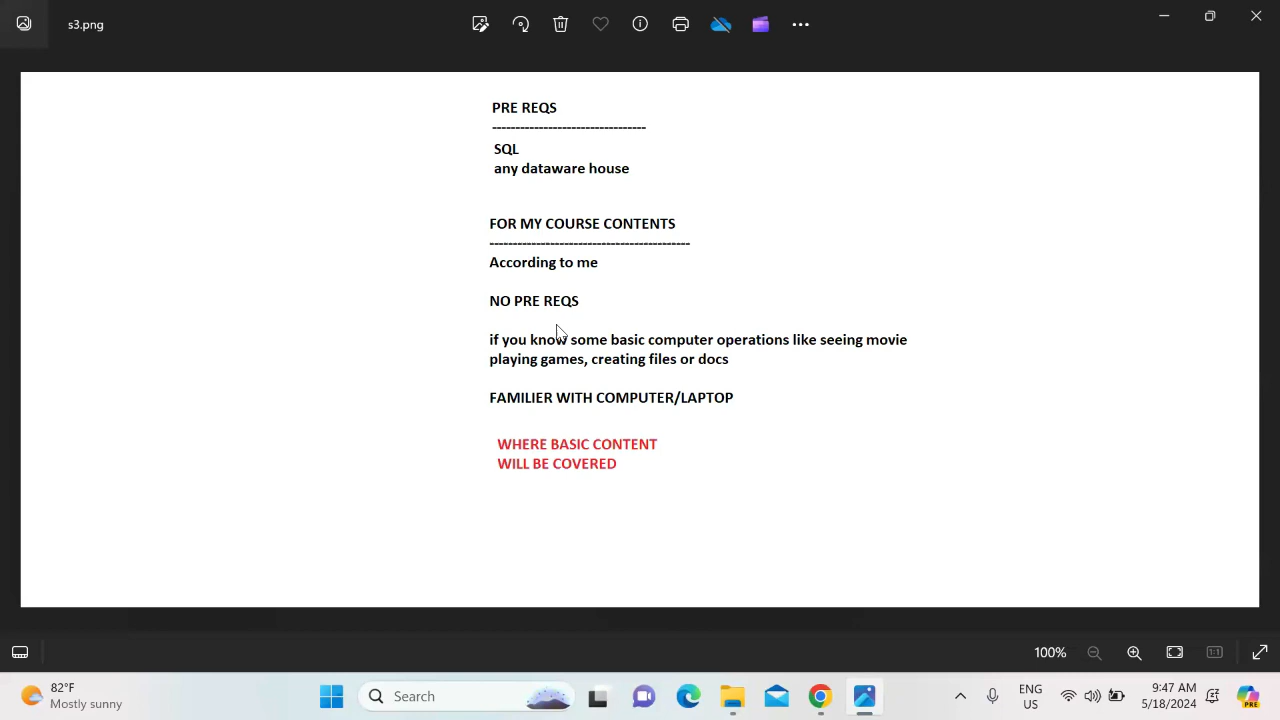 s3.png
PRE REQS
---------------------------------
SQL
any dataware house
FOR MY COURSE CONTENTS
-------------------------------------------
According to me
NO PRE REQS
if you know some basic computer operations like seeing movie
playing games, creating files or docs
FAMILIER WITH COMPUTER/LAPTOP
WHERE BASIC CONTENT
WILL BE COVERED
100%
1:1
82°F
Mostly sunny
Search
ENG
US
9:47 AM
5/18/2024
PRE